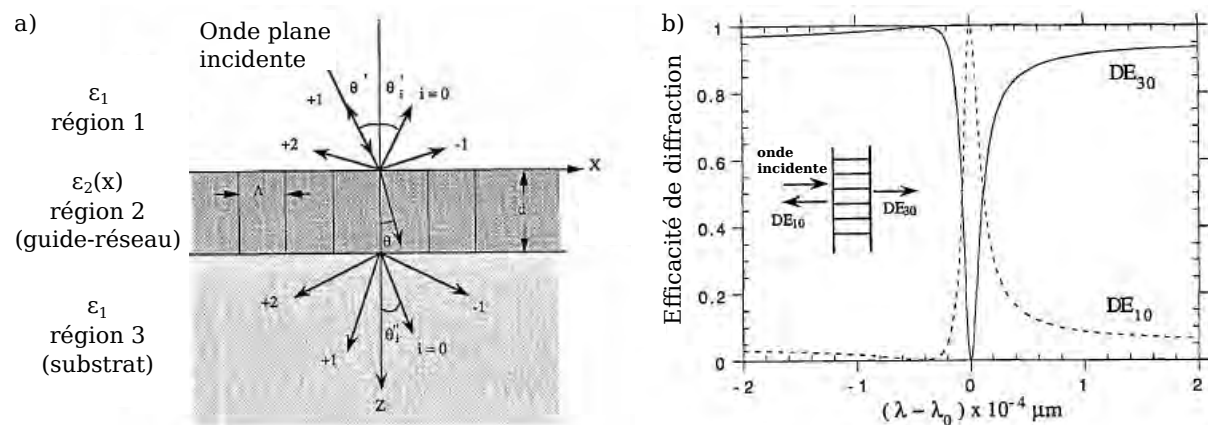 a)
Onde plane
incidente
ε₁
région 1
θ'
θ'ᵢ
i=0
+1
+2
-1
X
ε₂(x)
région 2
(guide-réseau)
Λ
d
θ
ε₁
région 3
(substrat)
+2
-1
+1
θ''ᵢ
i=0
Z
b)
Efficacité de diffraction
1
0.8
0.6
0.4
0.2
0
-2
-1
0
1
2
(λ − λ₀) x 10⁻⁴ µm
onde
incidente
DE₁₀
DE₃₀
DE₃₀
DE₁₀